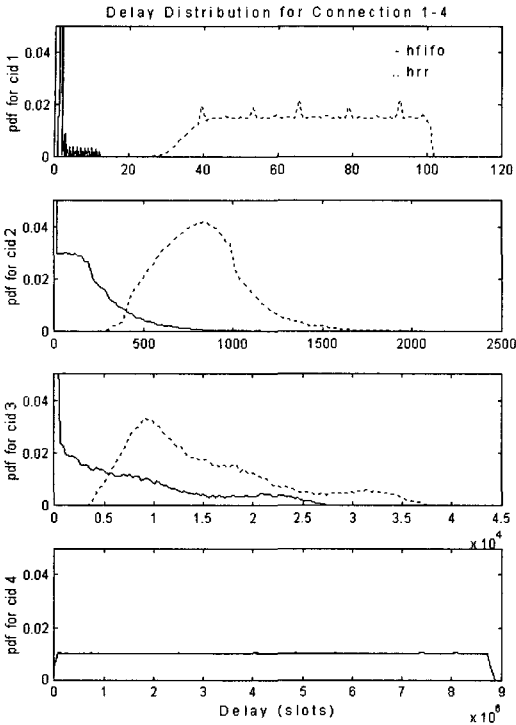 Delay Distribution for Connection 1-4
0.04
0.02
0
pdf for cid 1
- hfifo
.. hrr
0 20 40 60 80 100 120
0.04
0.02
0
pdf for cid 2
0 500 1000 1500 2000 2500
0.04
0.02
0
pdf for cid 3
0 0.5 1 1.5 2 2.5 3 3.5 4 4.5
x 10^4
0.04
0.02
0
pdf for cid 4
0 1 2 3 4 5 6 7 8 9
Delay (slots)
x 10^6